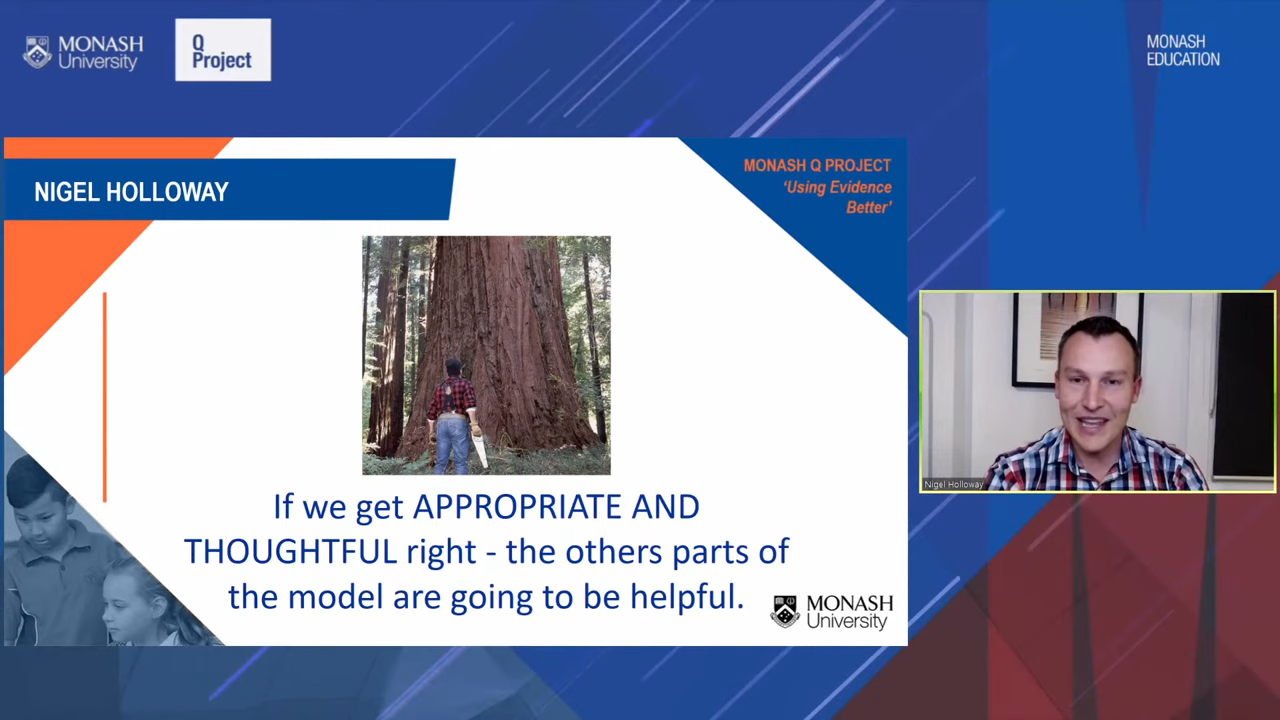 MONASH
University
Q
Project
MONASH
EDUCATION
NIGEL HOLLOWAY
MONASH Q PROJECT
‘Using Evidence
Better’
If we get APPROPRIATE AND
THOUGHTFUL right - the others parts of
the model are going to be helpful.
MONASH
University
Nigel Holloway